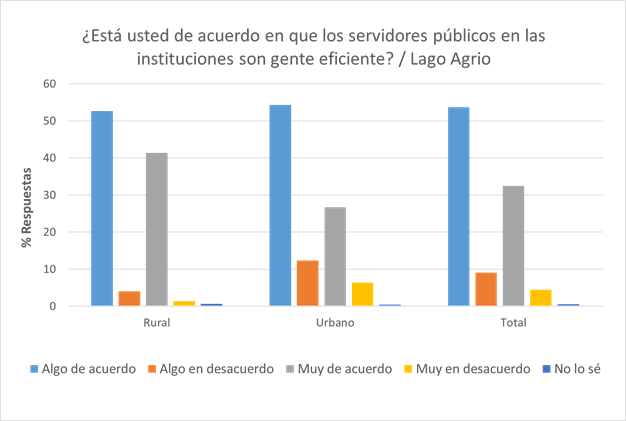 ¿Está usted de acuerdo en que los servidores públicos en las
instituciones son gente eficiente? / Lago Agrio
% Respuestas
60
50
40
30
20
10
0
Rural Urbano Total
Algo de acuerdo Algo en desacuerdo Muy de acuerdo Muy en desacuerdo No lo sé